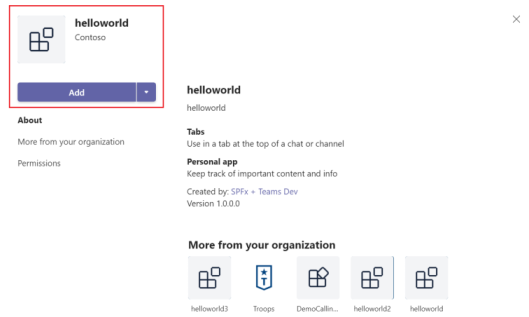 helloworld
Contoso
Add
About
More from your organization
Permissions
helloworld
helloworld
Tabs
Use in a tab at the top of a chat or channel
Personal app
Keep track of important content and info
Created by: SPFx + Teams Dev
Version 1.0.0.0
More from your organization
T
helloworld3 Troops DemoCallin... helloworld2 helloworld